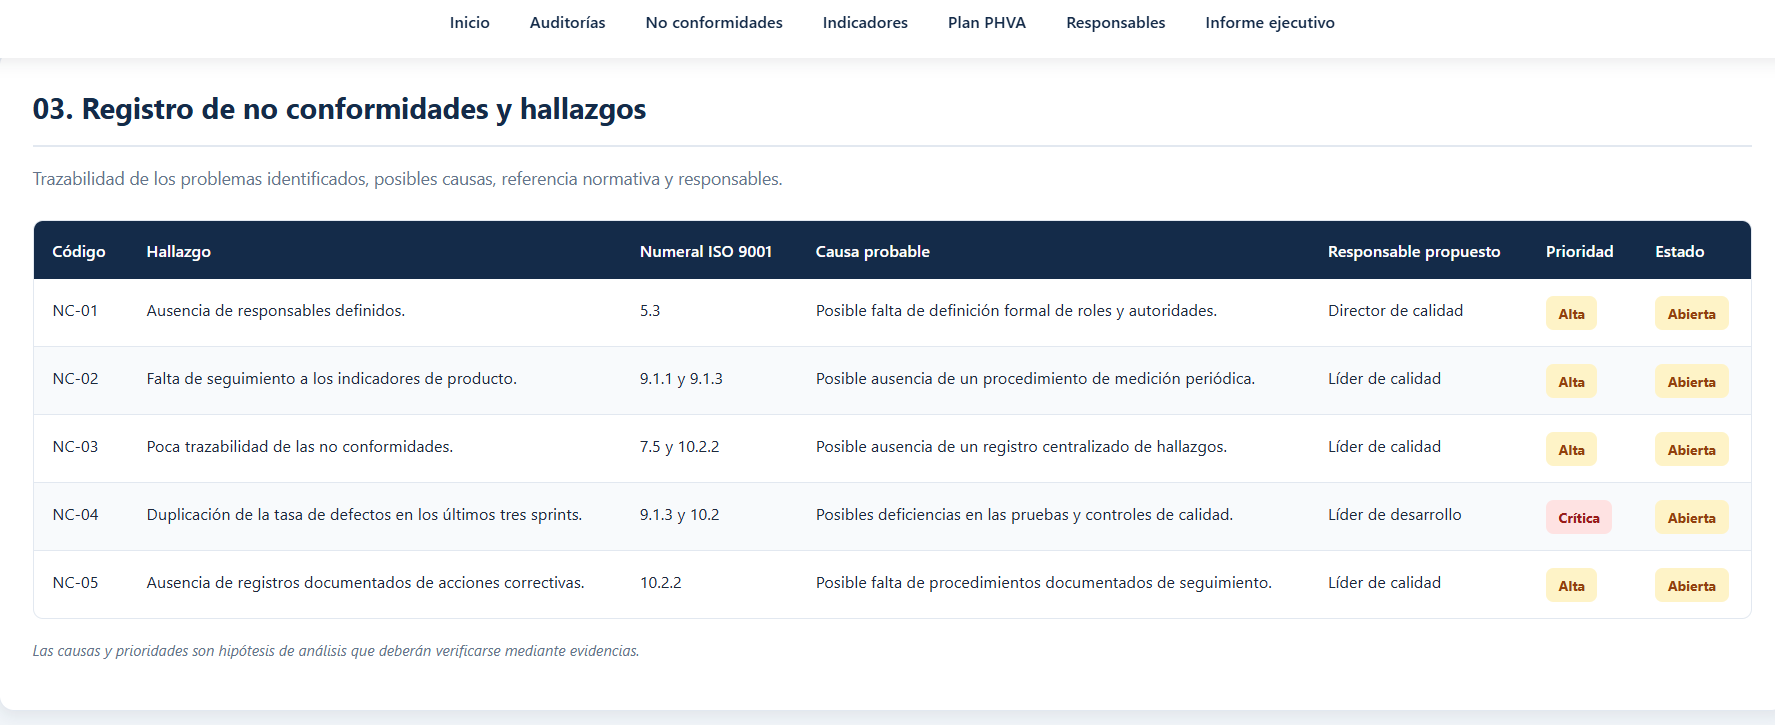 Inicio Auditorías No conformidades Indicadores Plan PHVA Responsables Informe ejecutivo
03. Registro de no conformidades y hallazgos
Trazabilidad de los problemas identificados, posibles causas, referencia normativa y responsables.
Código Hallazgo Numeral ISO 9001 Causa probable Responsable propuesto Prioridad Estado
NC-01 Ausencia de responsables definidos. 5.3 Posible falta de definición formal de roles y autoridades. Director de calidad Alta Abierta
NC-02 Falta de seguimiento a los indicadores de producto. 9.1.1 y 9.1.3 Posible ausencia de un procedimiento de medición periódica. Líder de calidad Alta Abierta
NC-03 Poca trazabilidad de las no conformidades. 7.5 y 10.2.2 Posible ausencia de un registro centralizado de hallazgos. Líder de calidad Alta Abierta
NC-04 Duplicación de la tasa de defectos en los últimos tres sprints. 9.1.3 y 10.2 Posibles deficiencias en las pruebas y controles de calidad. Líder de desarrollo Crítica Abierta
NC-05 Ausencia de registros documentados de acciones correctivas. 10.2.2 Posible falta de procedimientos documentados de seguimiento. Líder de calidad Alta Abierta
Las causas y prioridades son hipótesis de análisis que deberán verificarse mediante evidencias.